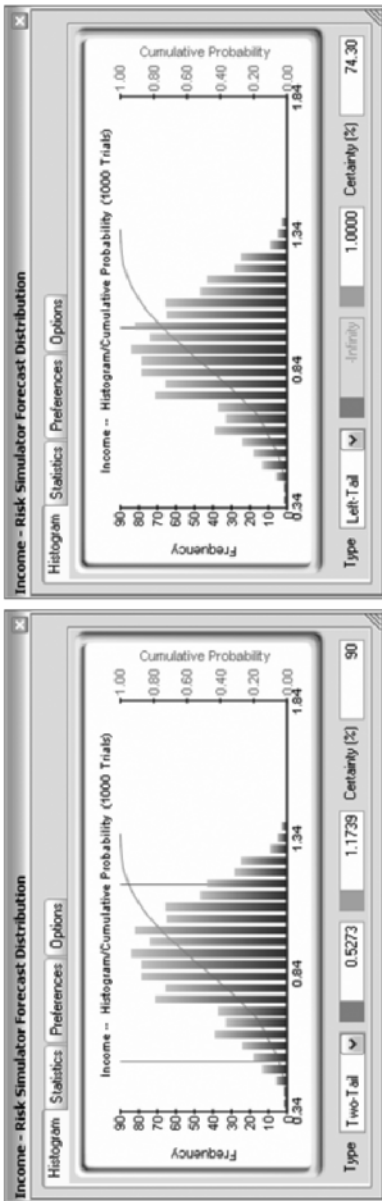 Income - Risk Simulator Forecast Distribution
Histogram Statistics Preferences Options
Income -- Histogram/Cumulative Probability (1000 Trials)
Frequency
90
80
70
60
50
40
30
20
10
0
Cumulative Probability
1.00
0.80
0.60
0.40
0.20
0.00
0.34 0.84 1.34 1.84
Type Two-Tail 0.5273 1.1739 Certainty (%) 90
Income - Risk Simulator Forecast Distribution
Histogram Statistics Preferences Options
Income -- Histogram/Cumulative Probability (1000 Trials)
Frequency
90
80
70
60
50
40
30
20
10
0
Cumulative Probability
1.00
0.80
0.60
0.40
0.20
0.00
0.34 0.84 1.34 1.84
Type Left-Tail -Infinity 1.0000 Certainty (%) 74.30